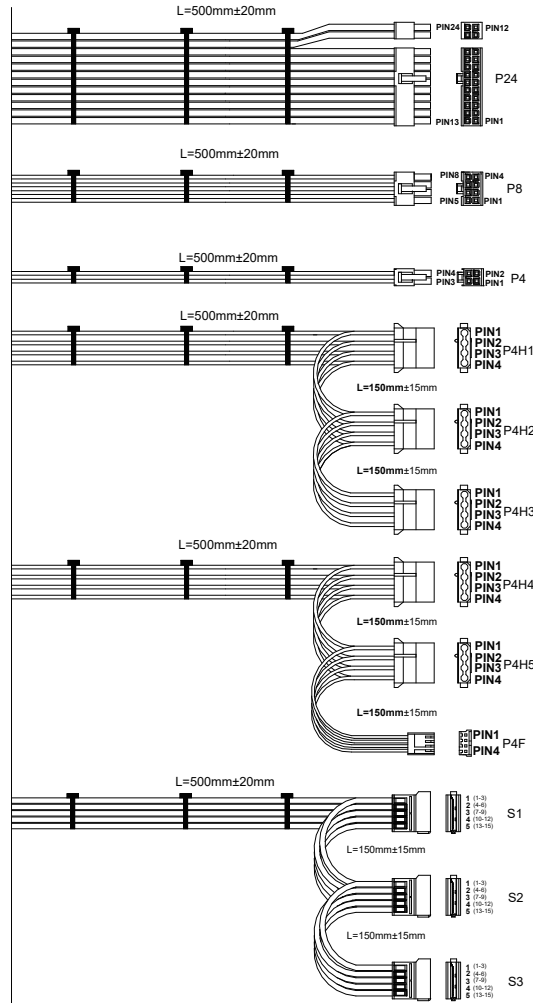 L=500mm±20mm
PIN24 PIN12
P24
PIN13 PIN1
L=500mm±20mm
PIN8 PIN4
P8
PIN5 PIN1
L=500mm±20mm
PIN4 PIN2
P4
PIN3 PIN1
L=500mm±20mm
PIN1
PIN2
P4H1
PIN3
PIN4
L=150mm±15mm
PIN1
PIN2
P4H2
PIN3
PIN4
L=150mm±15mm
PIN1
PIN2
P4H3
PIN3
PIN4
L=500mm±20mm
PIN1
PIN2
P4H4
PIN3
PIN4
L=150mm±15mm
PIN1
PIN2
P4H5
PIN3
PIN4
L=150mm±15mm
PIN1
P4F
PIN4
L=500mm±20mm
1 (1-3)
2 (4-6)
3 (7-9)
4 (10-12)
5 (13-15)
S1
L=150mm±15mm
1 (1-3)
2 (4-6)
3 (7-9)
4 (10-12)
5 (13-15)
S2
L=150mm±15mm
1 (1-3)
2 (4-6)
3 (7-9)
4 (10-12)
5 (13-15)
S3